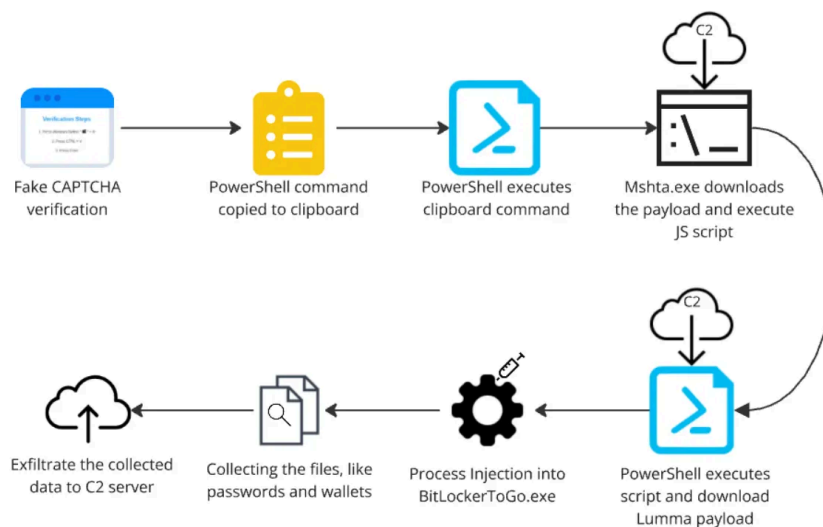 C2
Verification Steps
Fake CAPTCHA
verification
PowerShell command
copied to clipboard
PowerShell executes
clipboard command
Mshta.exe downloads
the payload and execute
JS script
C2
Exfiltrate the collected
data to C2 server
Collecting the files, like
passwords and wallets
Process Injection into
BitLockerToGo.exe
PowerShell executes
script and download
Lumma payload